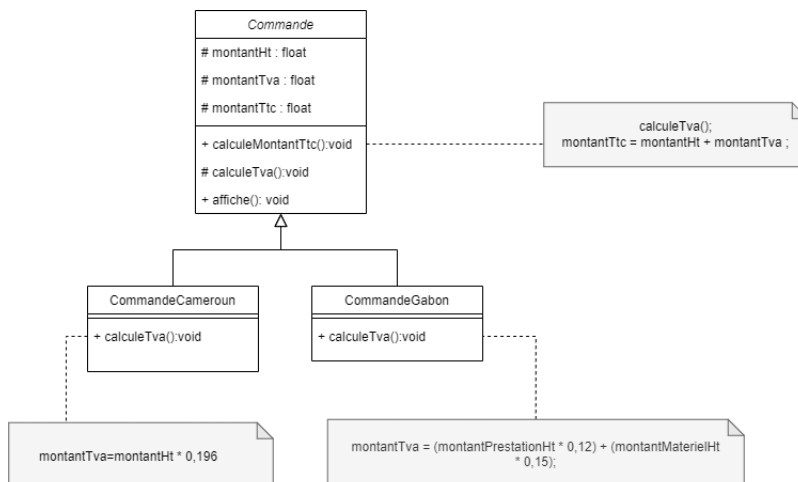 Commande
# montantHt : float
# montantTva : float
# montantTtc : float
+ calculeMontantTtc():void
# calculeTva():void
+ affiche(): void
calculeTva();
montantTtc = montantHt + montantTva ;
CommandeCameroun
+ calculeTva():void
CommandeGabon
+ calculeTva():void
montantTva=montantHt * 0,196
montantTva = (montantPrestationHt * 0,12) + (montantMaterielHt
* 0,15);